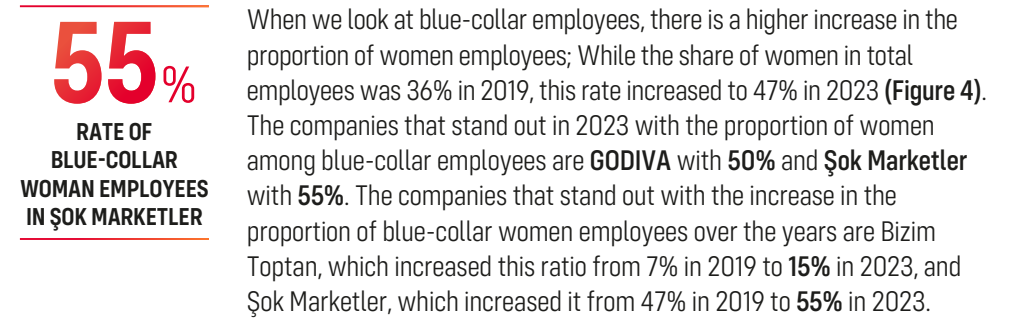 55%
RATE OF
BLUE-COLLAR
WOMAN EMPLOYEES
IN ŞOK MARKETLER
When we look at blue-collar employees, there is a higher increase in the
proportion of women employees; While the share of women in total
employees was 36% in 2019, this rate increased to 47% in 2023 (Figure 4).
The companies that stand out in 2023 with the proportion of women
among blue-collar employees are GODIVA with 50% and Şok Marketler
with 55%. The companies that stand out with the increase in the
proportion of blue-collar women employees over the years are Bizim
Toptan, which increased this ratio from 7% in 2019 to 15% in 2023, and
Şok Marketler, which increased it from 47% in 2019 to 55% in 2023.